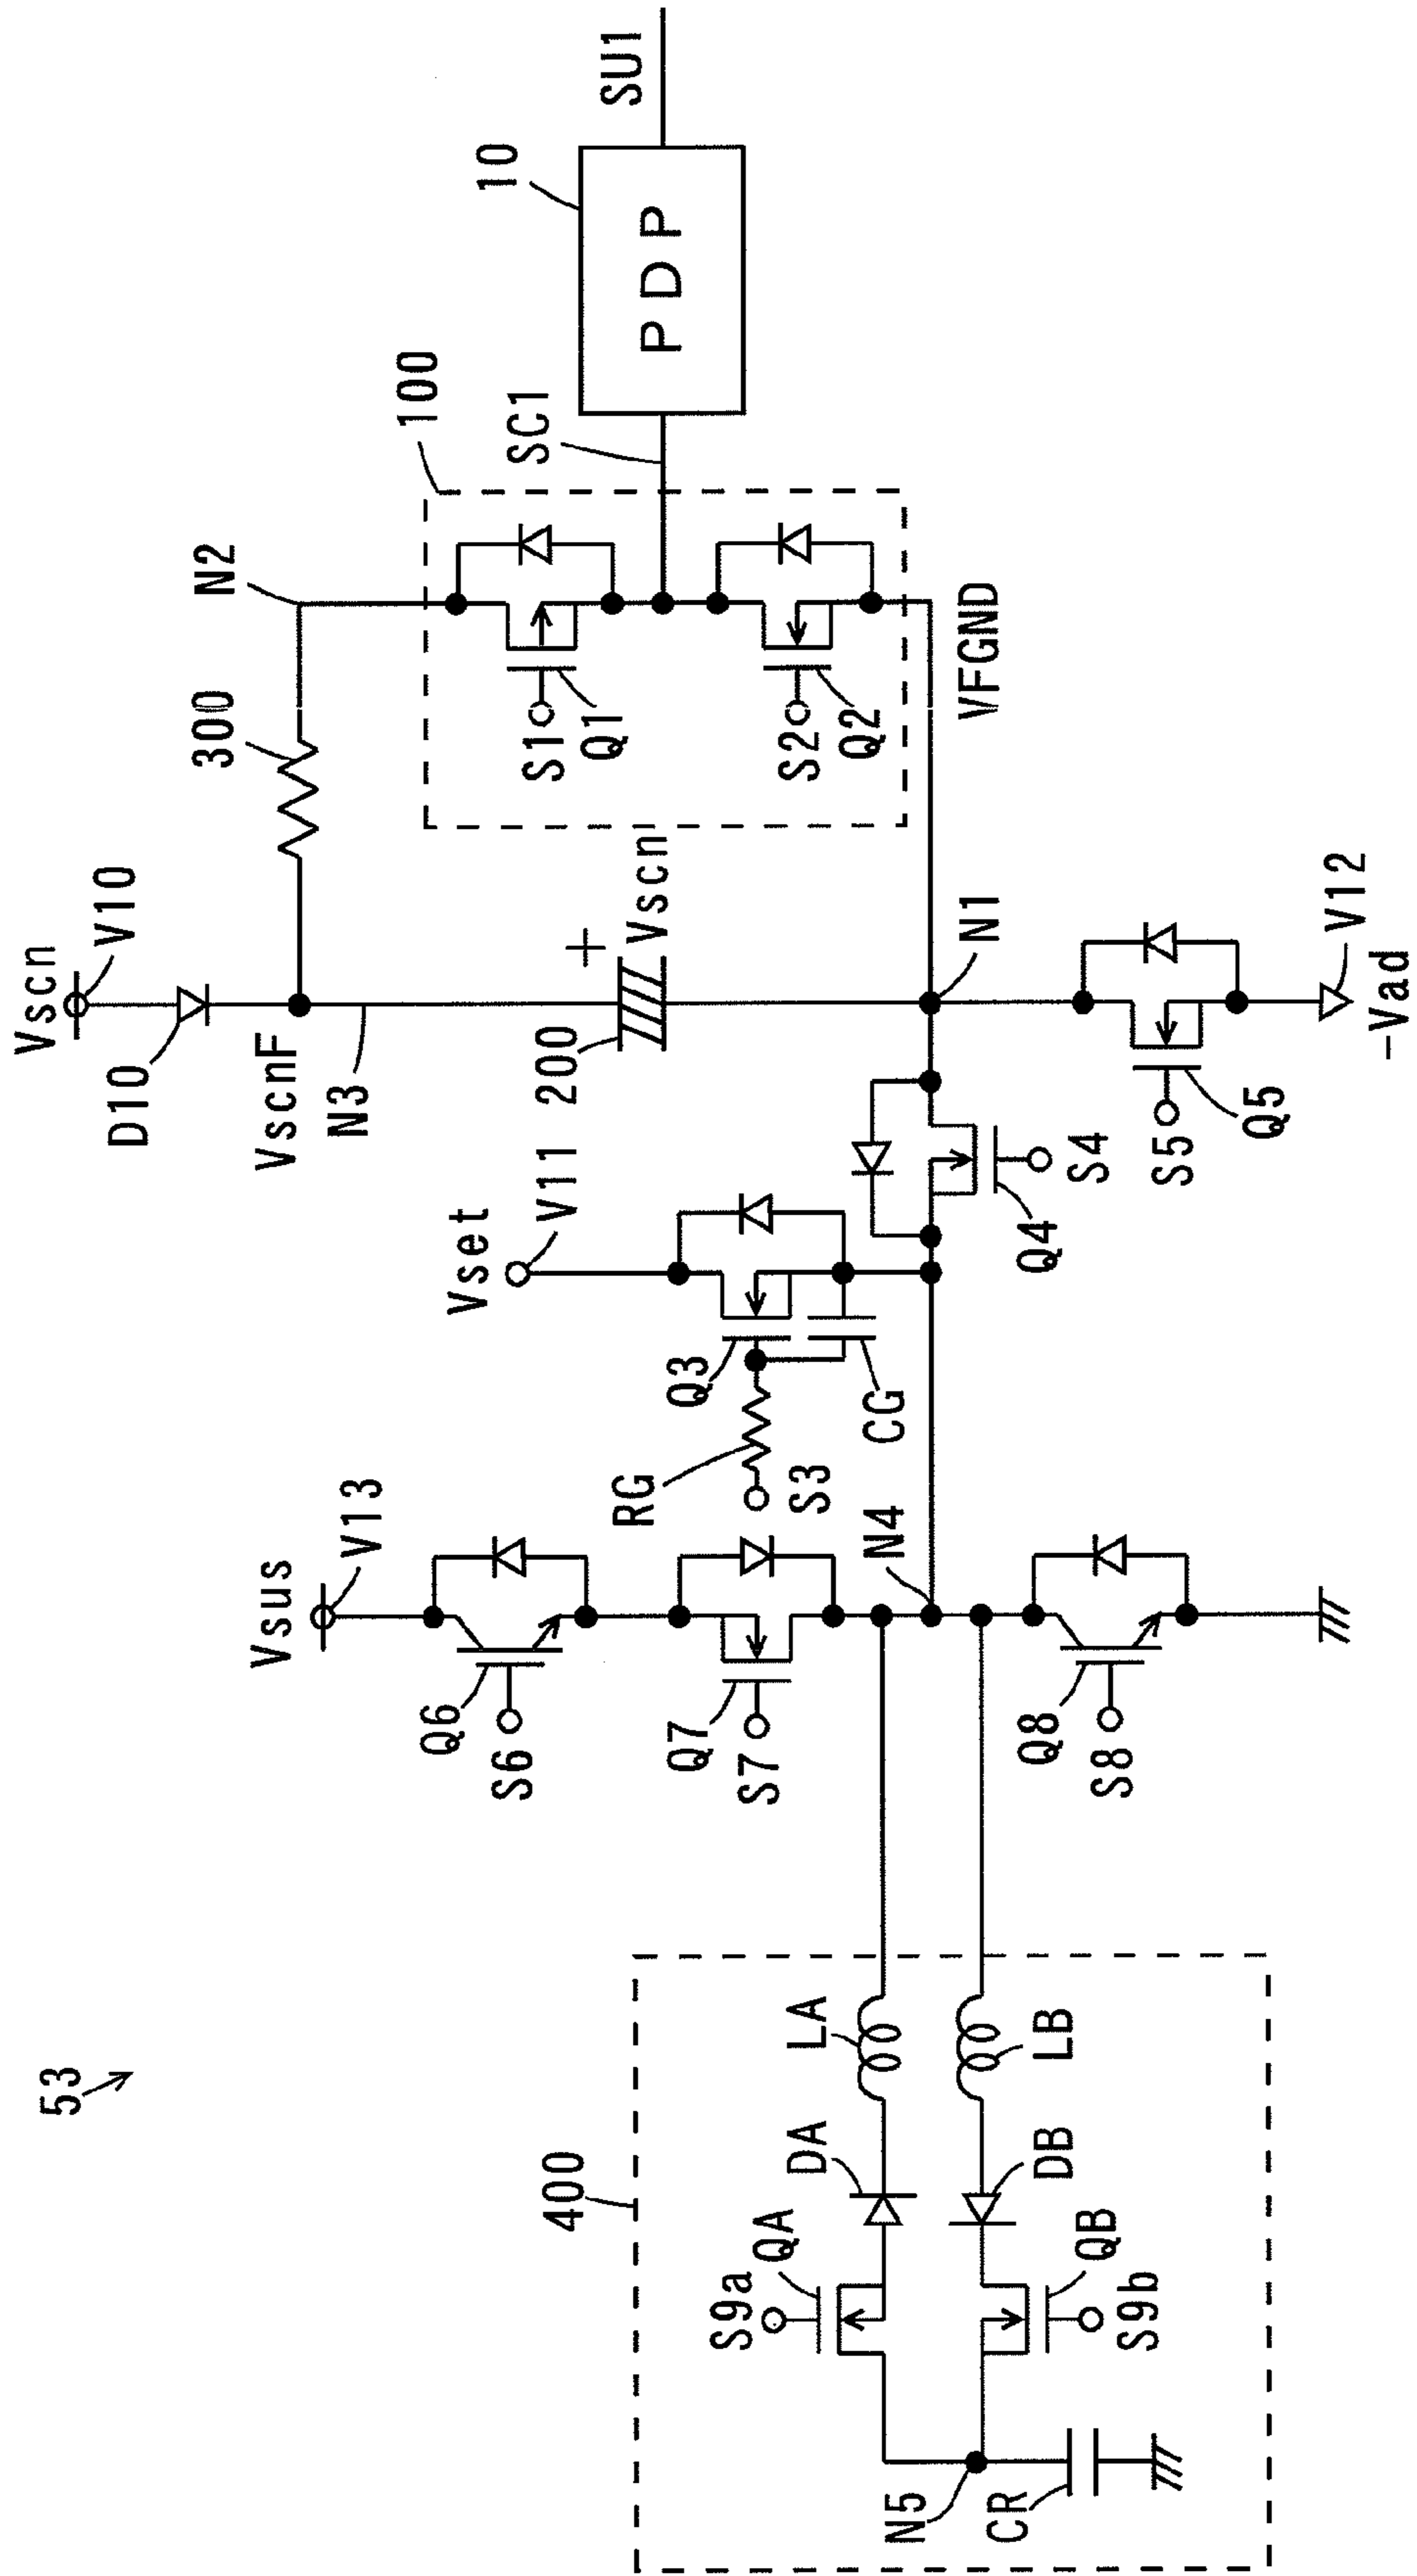 53
Vscn
V10
D10
VscnF
N3
300
N2
100
SC1
10
PDP
SU1
S1
Q1
S2
Q2
VFGND
+
Vscn
200
N1
Vset
V11
Q3
RG
S3
CG
Q4
S4
S5
Q5
V12
-Vad
Vsus
V13
Q6
S6
Q7
S7
N4
Q8
S8
400
S9a
QA
DA
LA
LB
DB
QB
S9b
N5
CR